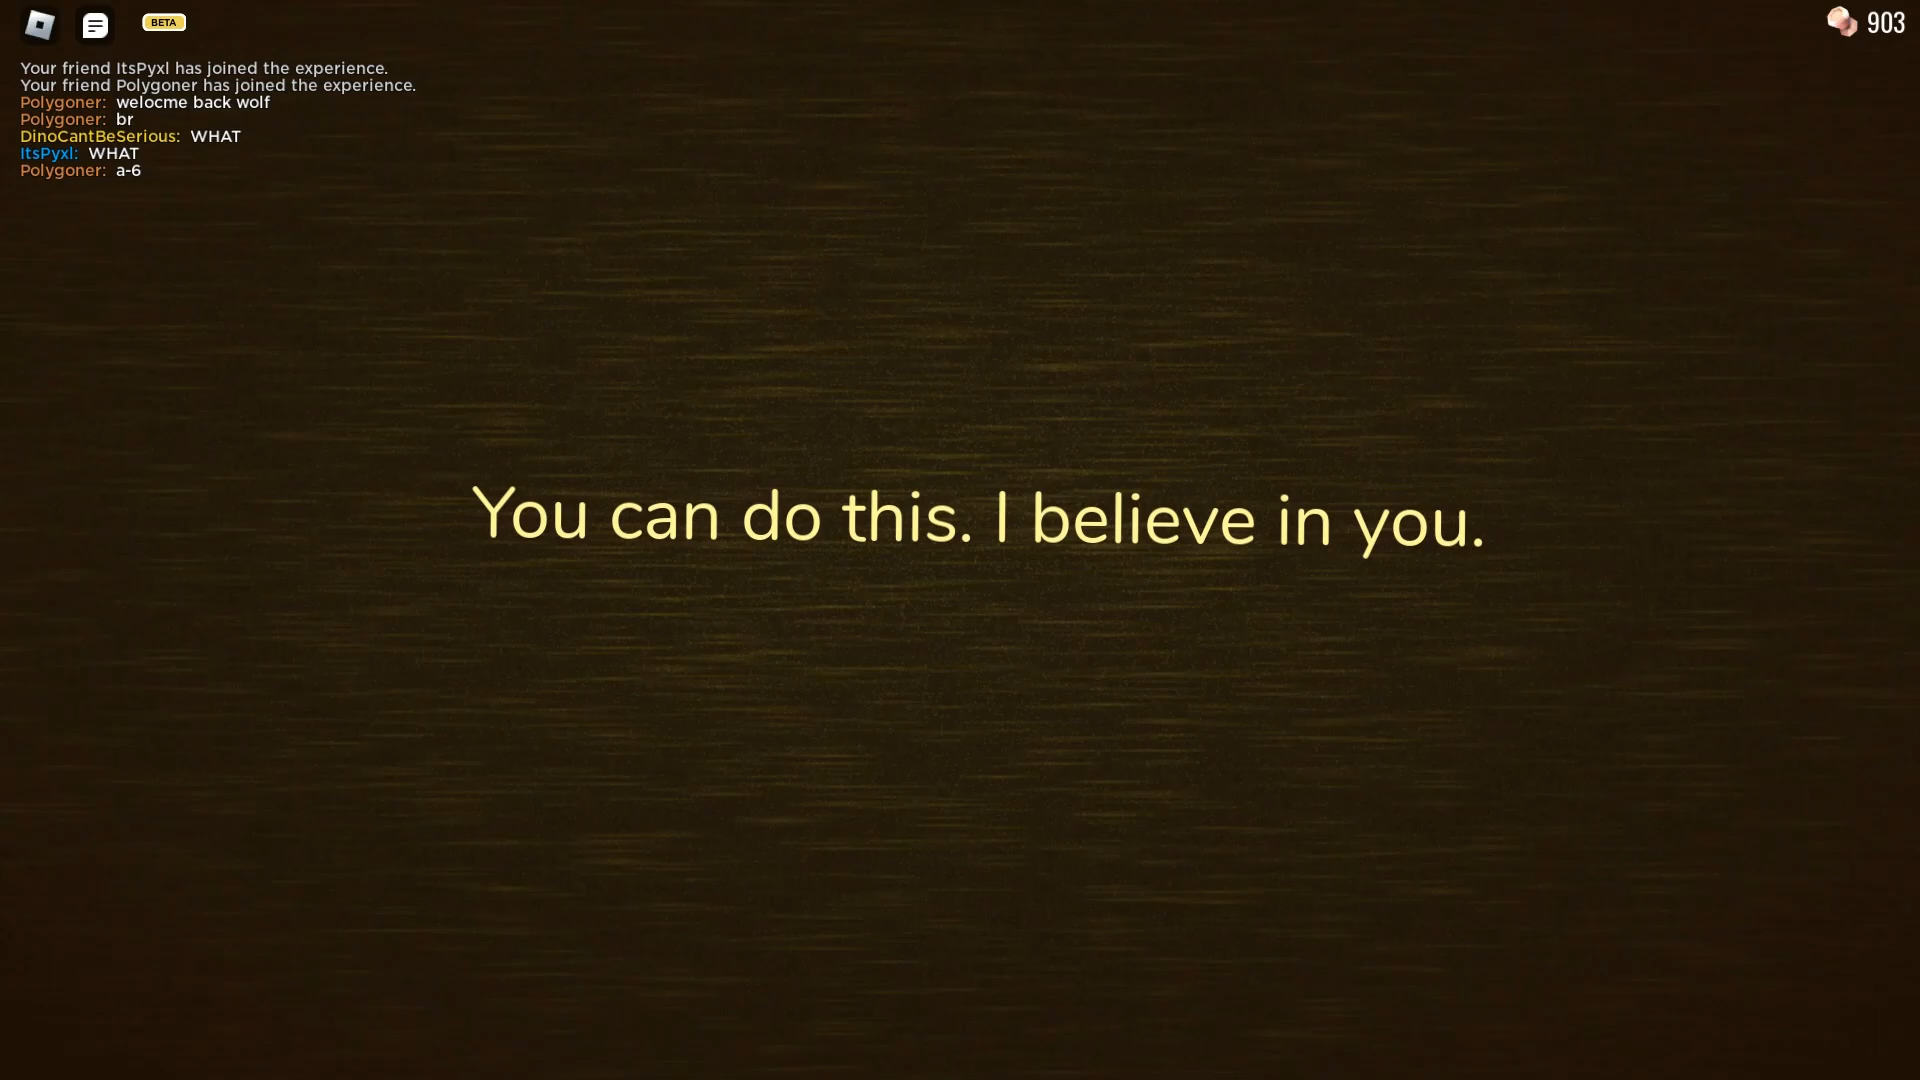 BETA
903
Your friend ItsPyxl has joined the experience.
Your friend Polygoner has joined the experience.
Polygoner: welocme back wolf
Polygoner: br
DinoCantBeSerious: WHAT
ItsPyxl: WHAT
Polygoner: a-6
You can do this. I believe in you.